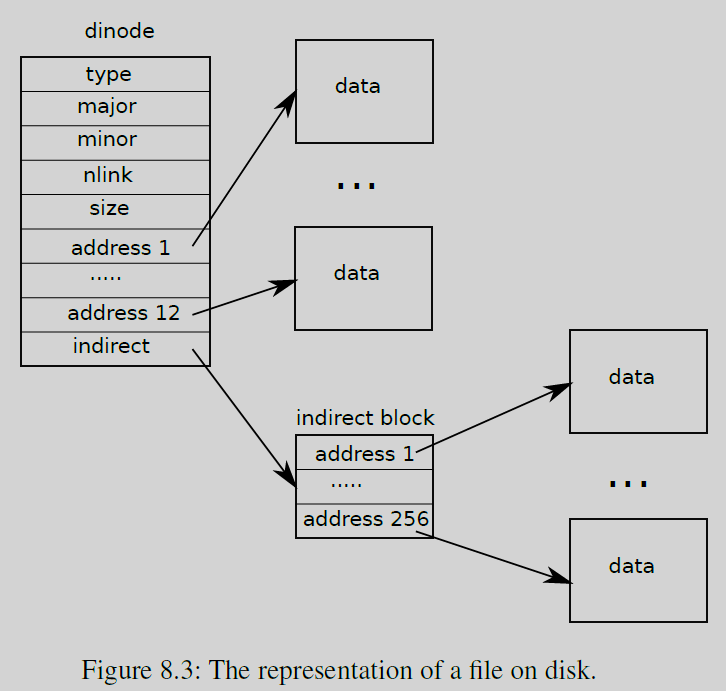 dinode
type
major
minor
nlink
size
address 1
.....
address 12
indirect
data
...
data
indirect block
address 1
.....
address 256
data
...
data
Figure 8.3: The representation of a file on disk.